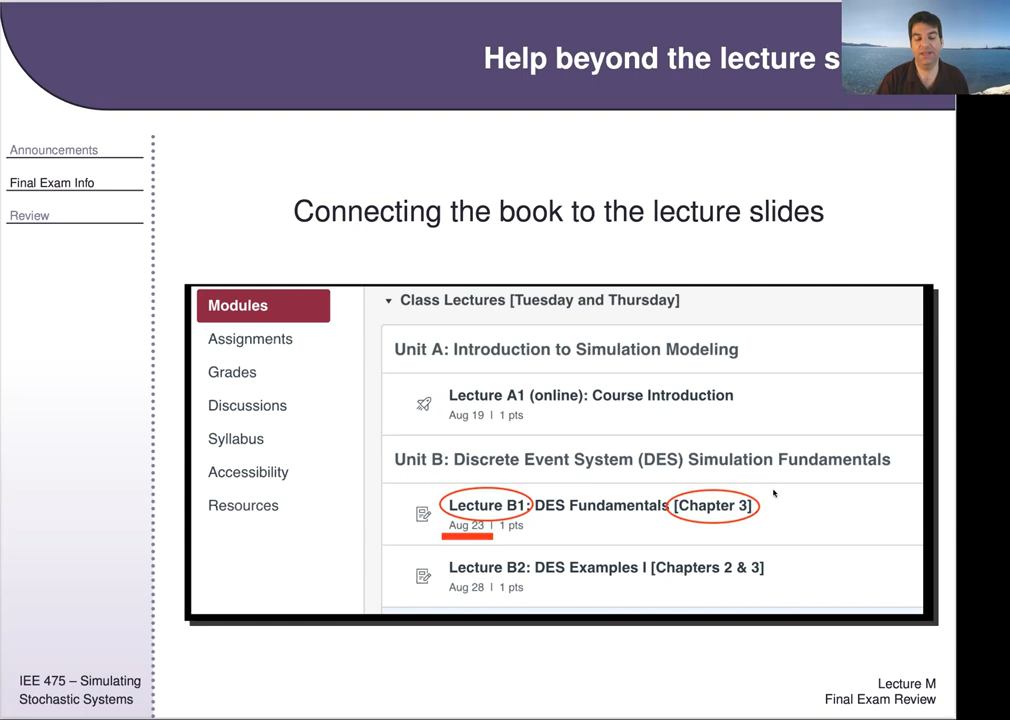 Help beyond the lecture s
Announcements
Final Exam Info
Review
Connecting the book to the lecture slides
Modules
Assignments
Grades
Discussions
Syllabus
Accessibility
Resources
Class Lectures [Tuesday and Thursday]
Unit A: Introduction to Simulation Modeling
Lecture A1 (online): Course Introduction
Aug 19 | 1 pts
Unit B: Discrete Event System (DES) Simulation Fundamentals
Lecture B1: DES Fundamentals [Chapter 3]
Aug 23 | 1 pts
Lecture B2: DES Examples I [Chapters 2 & 3]
Aug 28 | 1 pts
IEE 475 – Simulating
Stochastic Systems
Lecture M
Final Exam Review